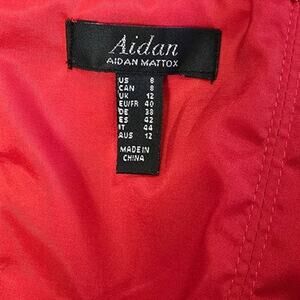 Aidan
AIDAN MATTOX
US 8
CAN 8
UK 12
EU/FR 40
DE 38
ES 42
IT 44
AUS 12
MADE IN
CHINA